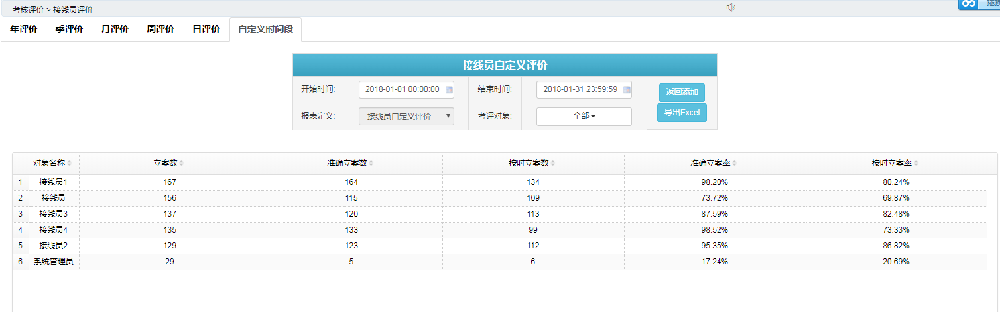 考核评价 > 接线员评价
年评价 季评价 月评价 周评价 日评价 自定义时间段
接线员自定义评价
开始时间: 2018-01-01 00:00:00 结束时间: 2018-01-31 23:59:59 返回添加
报表定义: 接线员自定义评价 考评对象: 全部 导出Excel
对象名称 立案数 准确立案数 按时立案数 准确立案率 按时立案率
1 接线员1 167 164 134 98.20% 80.24%
2 接线员 156 115 109 73.72% 69.87%
3 接线员3 137 120 113 87.59% 82.48%
4 接线员4 135 133 99 98.52% 73.33%
5 接线员2 129 123 112 95.35% 86.82%
6 系统管理员 29 5 6 17.24% 20.69%